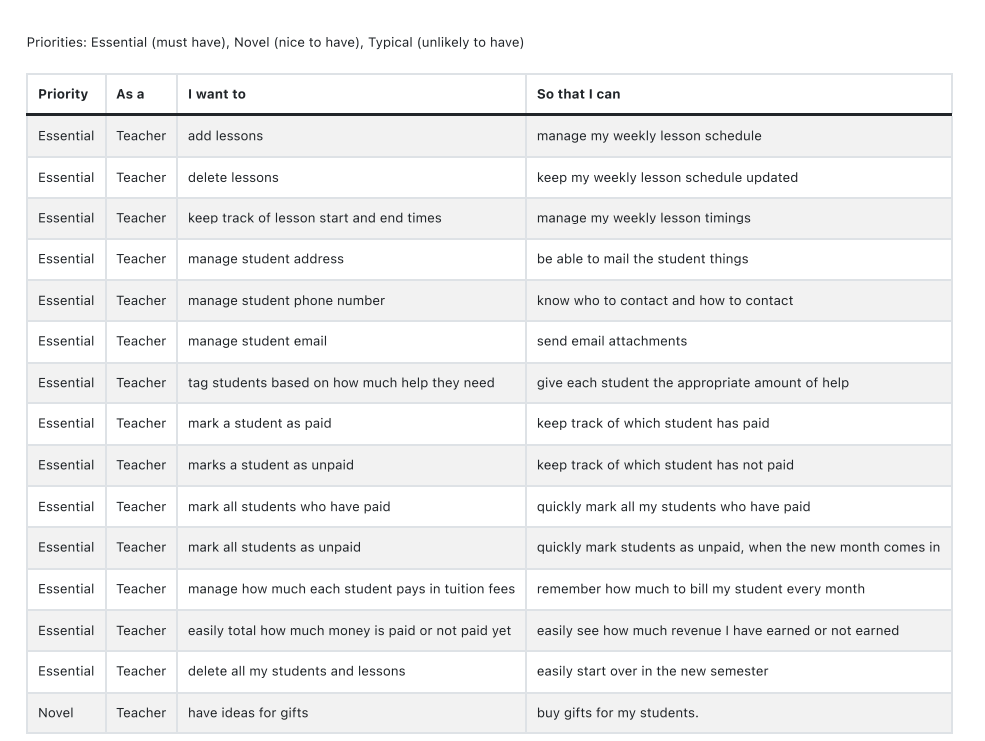 Priorities: Essential (must have), Novel (nice to have), Typical (unlikely to have)
Priority As a I want to So that I can
Essential Teacher add lessons manage my weekly lesson schedule
Essential Teacher delete lessons keep my weekly lesson schedule updated
Essential Teacher keep track of lesson start and end times manage my weekly lesson timings
Essential Teacher manage student address be able to mail the student things
Essential Teacher manage student phone number know who to contact and how to contact
Essential Teacher manage student email send email attachments
Essential Teacher tag students based on how much help they need give each student the appropriate amount of help
Essential Teacher mark a student as paid keep track of which student has paid
Essential Teacher marks a student as unpaid keep track of which student has not paid
Essential Teacher mark all students who have paid quickly mark all my students who have paid
Essential Teacher mark all students as unpaid quickly mark students as unpaid, when the new month comes in
Essential Teacher manage how much each student pays in tuition fees remember how much to bill my student every month
Essential Teacher easily total how much money is paid or not paid yet easily see how much revenue I have earned or not earned
Essential Teacher delete all my students and lessons easily start over in the new semester
Novel Teacher have ideas for gifts buy gifts for my students.